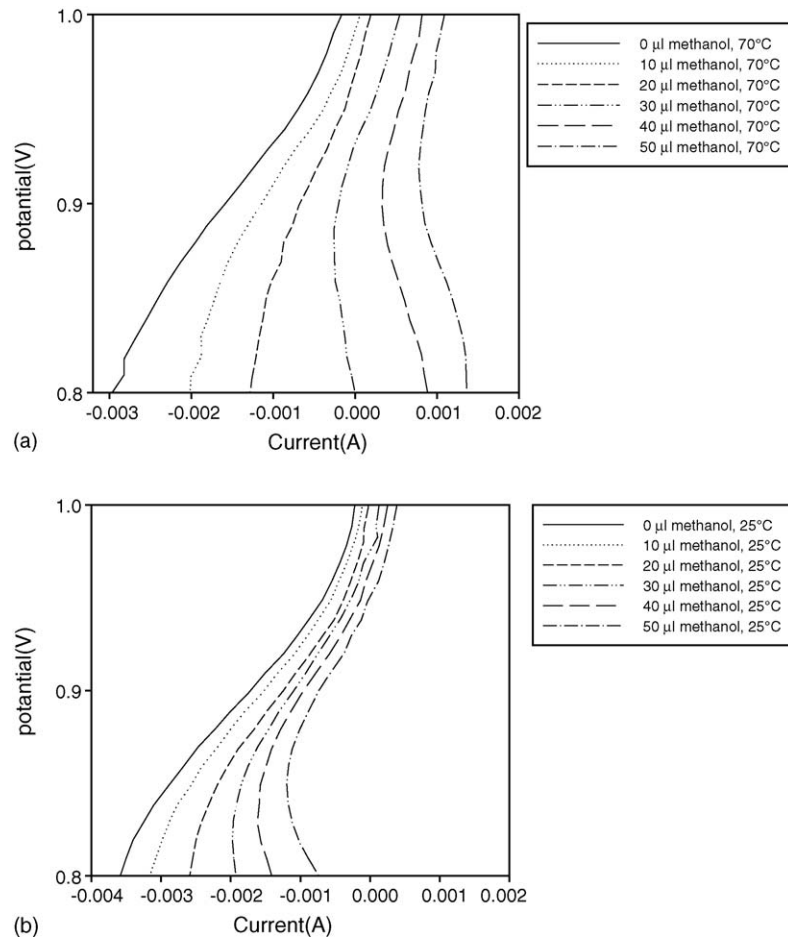 1.0
0.9
0.8
potential(V)
-0.003 -0.002 -0.001 0.000 0.001 0.002
Current(A)
(a)
0 µl methanol, 70°C
10 µl methanol, 70°C
20 µl methanol, 70°C
30 µl methanol, 70°C
40 µl methanol, 70°C
50 µl methanol, 70°C
1.0
0.9
0.8
potential(V)
-0.004 -0.003 -0.002 -0.001 0.000 0.001 0.002
Current(A)
(b)
0 µl methanol, 25°C
10 µl methanol, 25°C
20 µl methanol, 25°C
30 µl methanol, 25°C
40 µl methanol, 25°C
50 µl methanol, 25°C